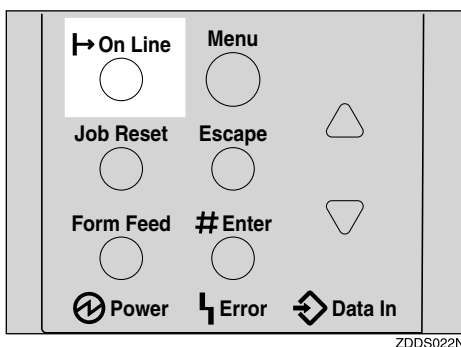 On Line Menu
Job Reset Escape
Form Feed # Enter
Power Error Data In
ZDDS022N